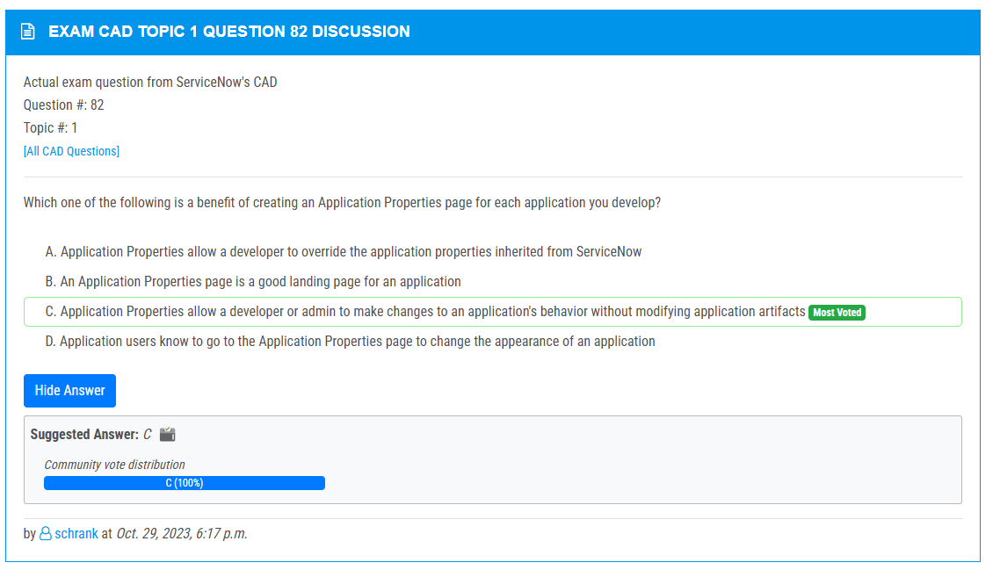 EXAM CAD TOPIC 1 QUESTION 82 DISCUSSION
Actual exam question from ServiceNow's CAD
Question #: 82
Topic #: 1
[All CAD Questions]
Which one of the following is a benefit of creating an Application Properties page for each application you develop?
A. Application Properties allow a developer to override the application properties inherited from ServiceNow
B. An Application Properties page is a good landing page for an application
C. Application Properties allow a developer or admin to make changes to an application's behavior without modifying application artifacts Most Voted
D. Application users know to go to the Application Properties page to change the appearance of an application
Hide Answer
Suggested Answer: C
Community vote distribution
C (100%)
by schrank at Oct. 29, 2023, 6:17 p.m.